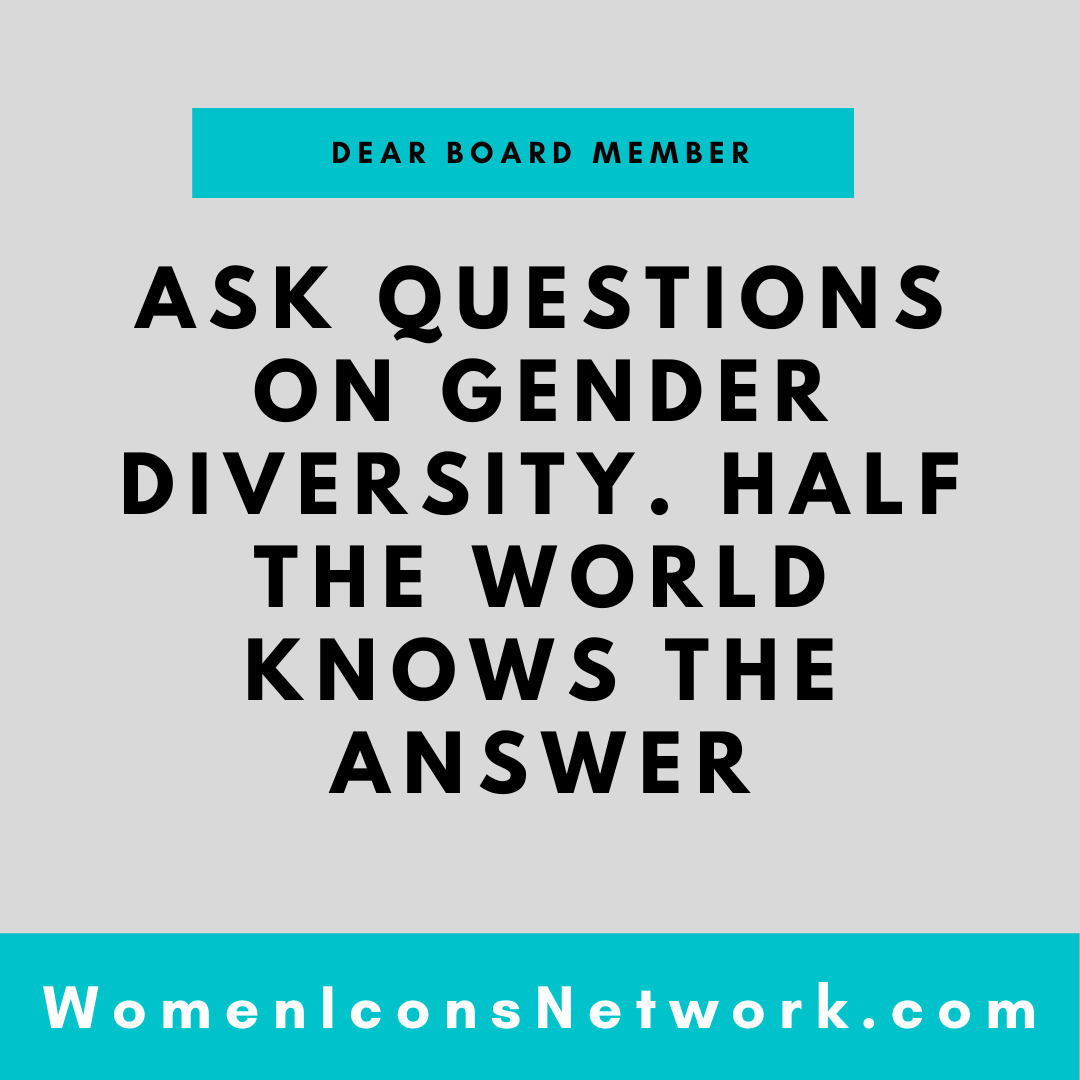 DEAR BOARD MEMBER
ASK QUESTIONS
ON GENDER
DIVERSITY. HALF
THE WORLD
KNOWS THE
ANSWER
WomenIconsNetwork.com